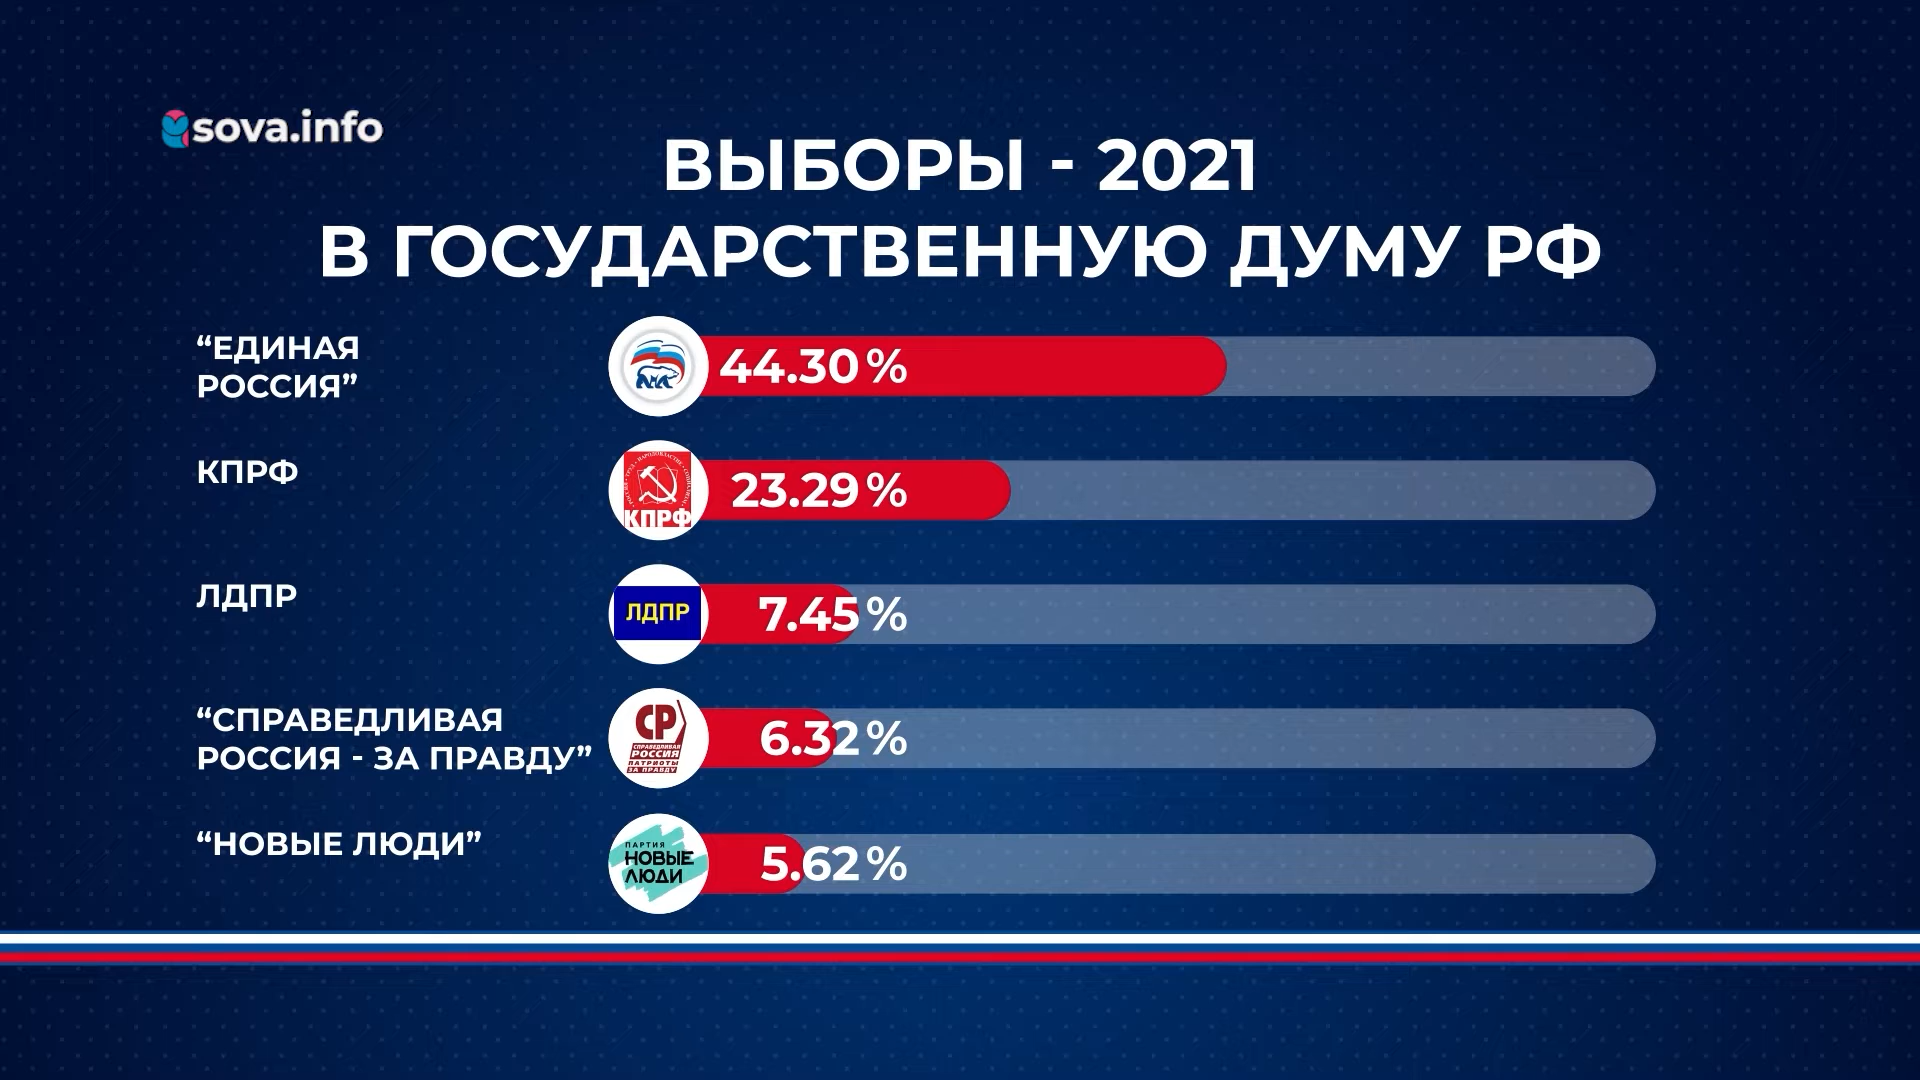 sova.info
ВЫБОРЫ - 2021
В ГОСУДАРСТВЕННУЮ ДУМУ РФ
“ЕДИНАЯ
РОССИЯ”
44.30%
КПРФ
КПРФ
23.29%
ЛДПР
ЛДПР
7.45%
“СПРАВЕДЛИВАЯ
РОССИЯ - ЗА ПРАВДУ”
СР
СПРАВЕДЛИВАЯ
РОССИЯ
ПАТРИОТЫ
ЗА ПРАВДУ
6.32%
“НОВЫЕ ЛЮДИ”
ПАРТИЯ
НОВЫЕ
ЛЮДИ
5.62%